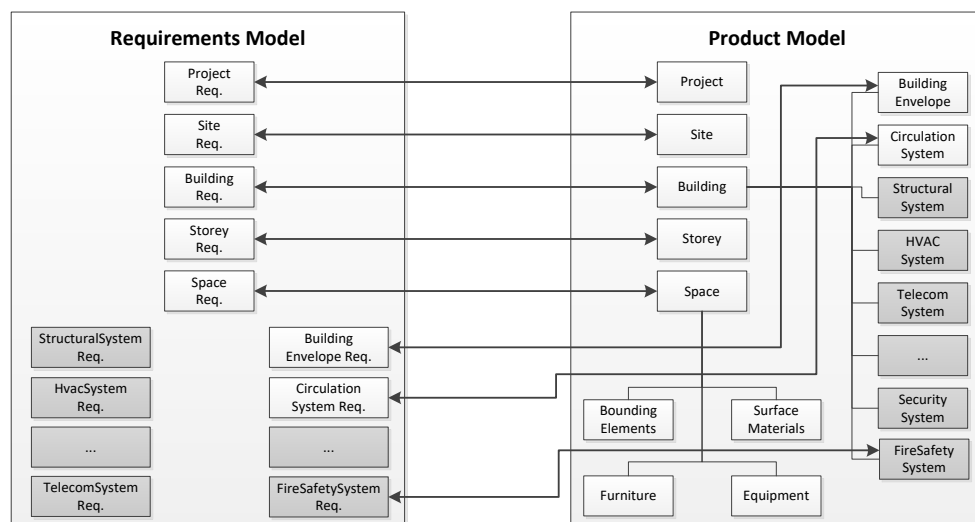 Requirements Model
Project
Req.
Site
Req.
Building
Req.
Storey
Req.
Space
Req.
StructuralSystem
Req.
HvacSystem
Req.
...
TelecomSystem
Req.
Building
Envelope Req.
Circulation
System Req.
...
FireSafetySystem
Req.
Product Model
Project
Site
Building
Storey
Space
Bounding
Elements
Surface
Materials
Furniture
Equipment
Building
Envelope
Circulation
System
Structural
System
HVAC
System
Telecom
System
...
Security
System
FireSafety
System